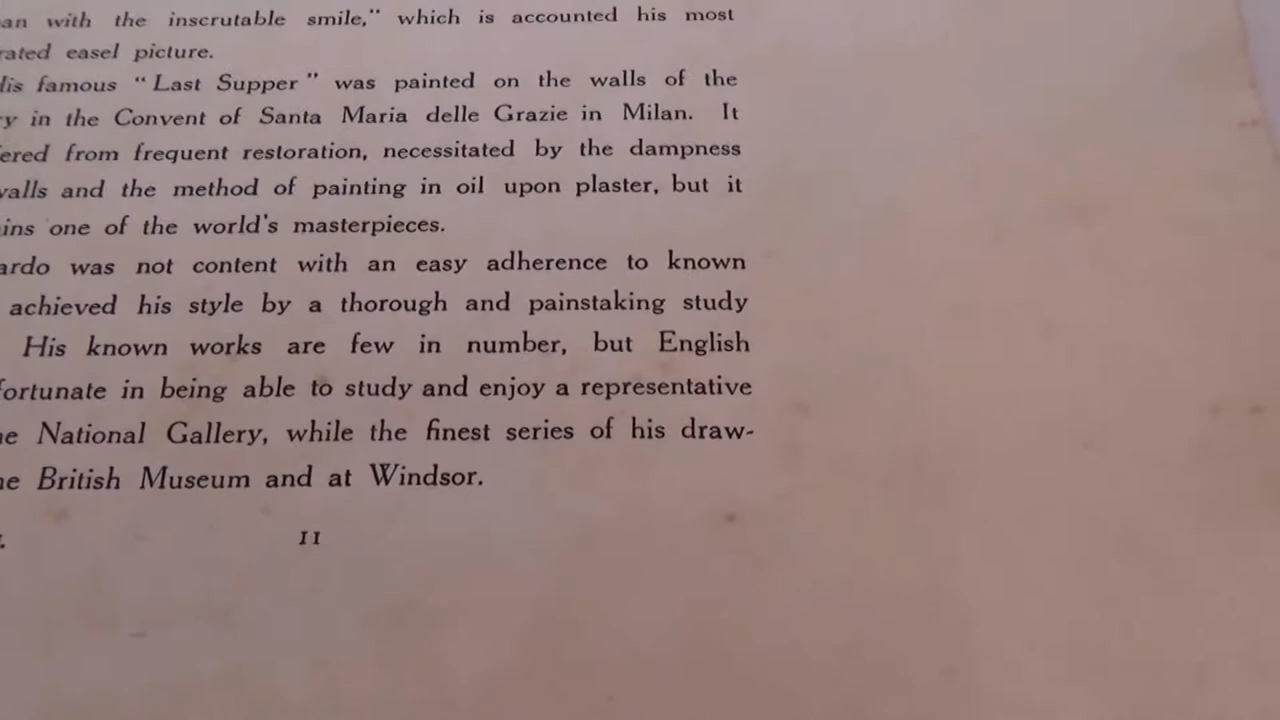 an with the inscrutable smile," which is accounted his most
rated easel picture.
His famous "Last Supper" was painted on the walls of the
y in the Convent of Santa Maria delle Grazie in Milan. It
ered from frequent restoration, necessitated by the dampness
walls and the method of painting in oil upon plaster, but it
ins one of the world's masterpieces.
ardo was not content with an easy adherence to known
achieved his style by a thorough and painstaking study
His known works are few in number, but English
fortunate in being able to study and enjoy a representative
he National Gallery, while the finest series of his draw-
he British Museum and at Windsor.
II